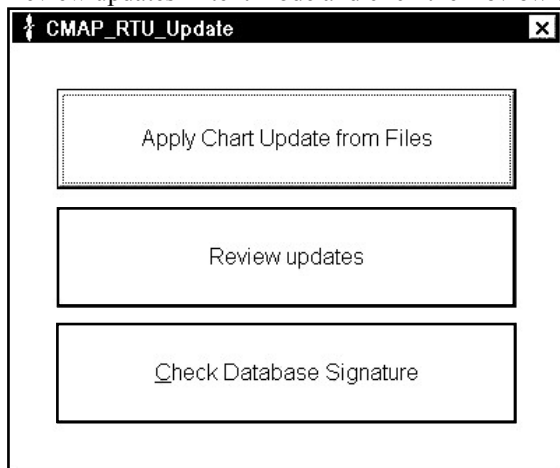 CMAP_RTU_Update
Apply Chart Update from Files
Review updates
Check Database Signature